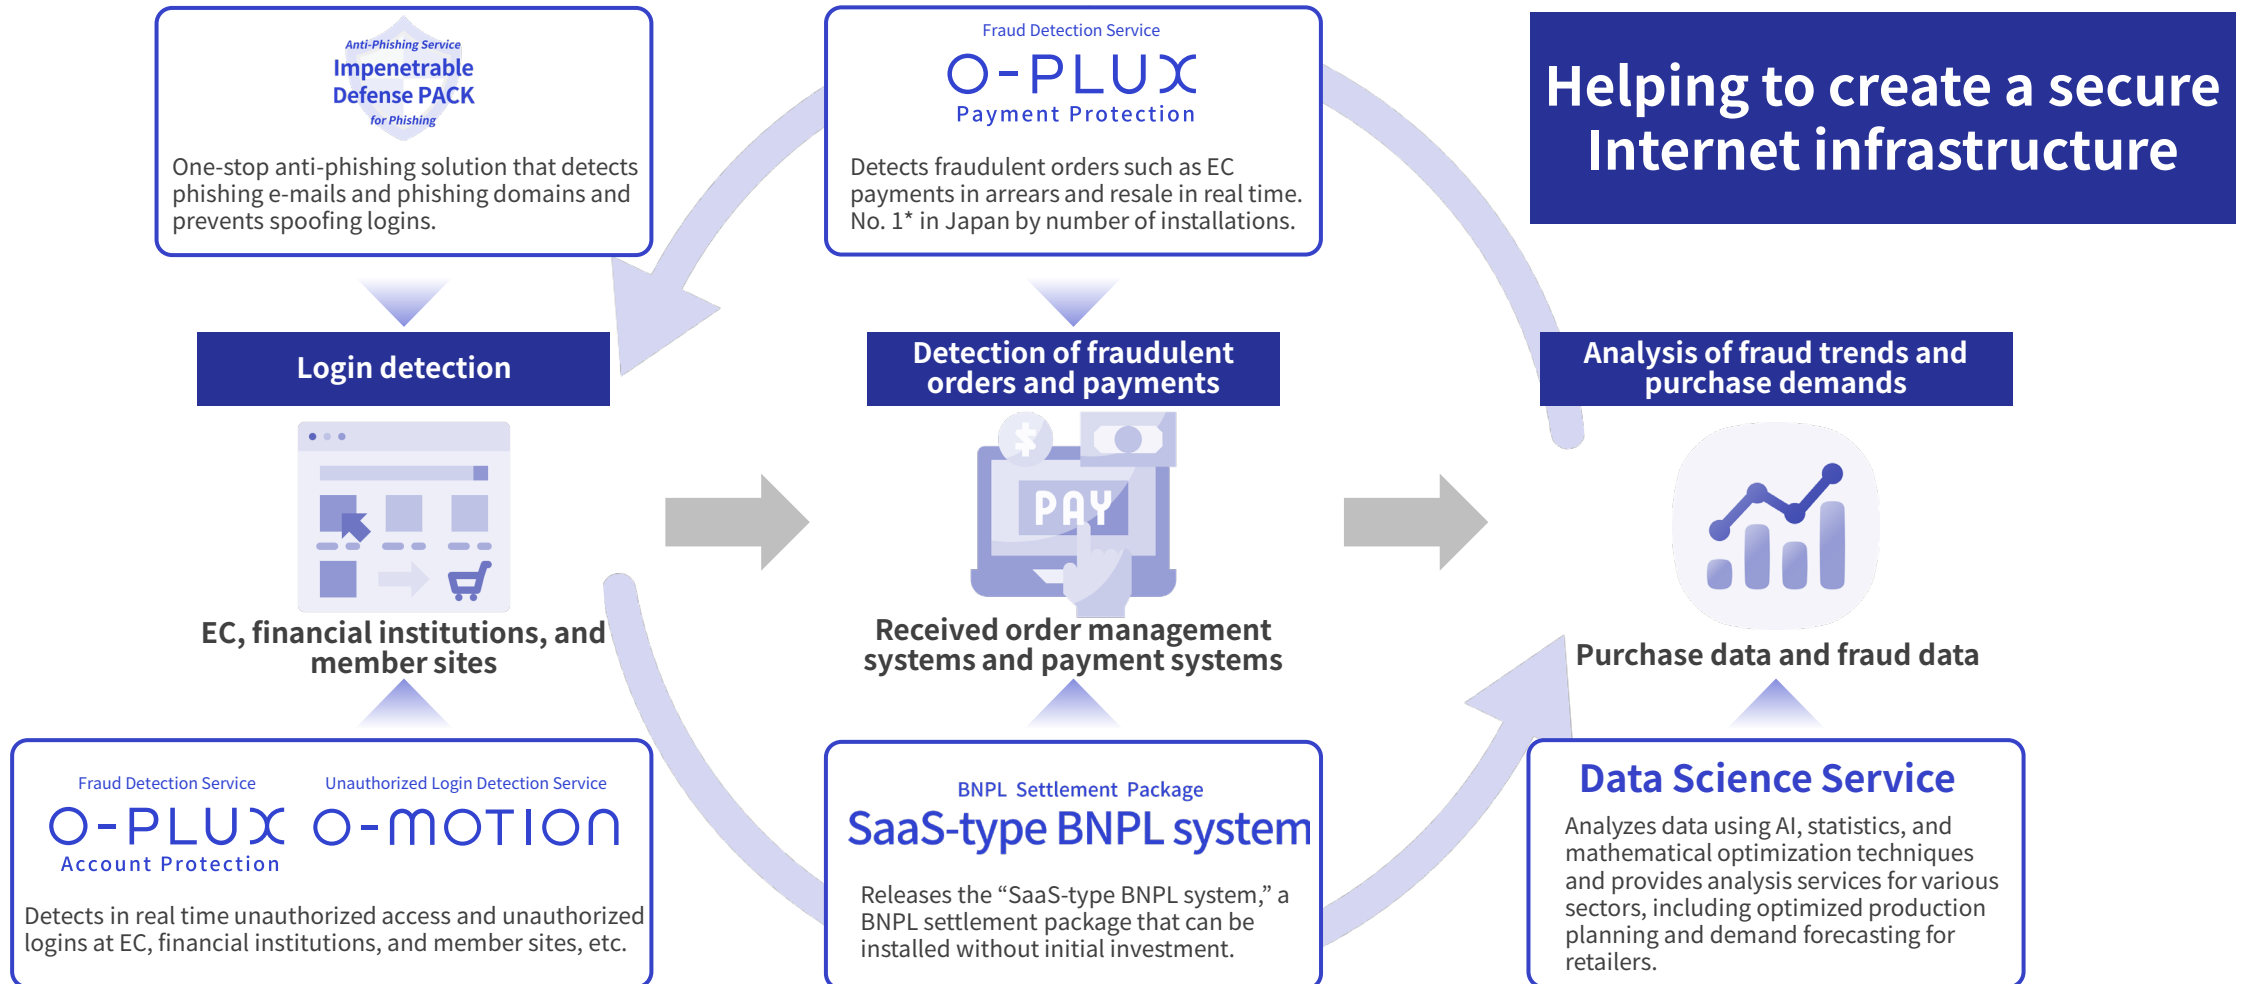 Anti-Phishing Service
Impenetrable
Defense PACK
for Phishing
One-stop anti-phishing solution that detects
phishing e-mails and phishing domains and
prevents spoofing logins.
Fraud Detection Service
O-PLUX
Payment Protection
Detects fraudulent orders such as EC
payments in arrears and resale in real time.
No. 1* in Japan by number of installations.
Helping to create a secure
Internet infrastructure
Login detection
Detection of fraudulent
orders and payments
Analysis of fraud trends and
purchase demands
$
PAY
EC, financial institutions, and
member sites
Received order management
systems and payment systems
Purchase data and fraud data
Fraud Detection Service
O-PLUX
Account Protection
Unauthorized Login Detection Service
O-MOTION
Detects in real time unauthorized access and unauthorized
logins at EC, financial institutions, and member sites, etc.
BNPL Settlement Package
SaaS-type BNPL system
Releases the “SaaS-type BNPL system,” a
BNPL settlement package that can be
installed without initial investment.
Data Science Service
Analyzes data using AI, statistics, and
mathematical optimization techniques
and provides analysis services for various
sectors, including optimized production
planning and demand forecasting for
retailers.